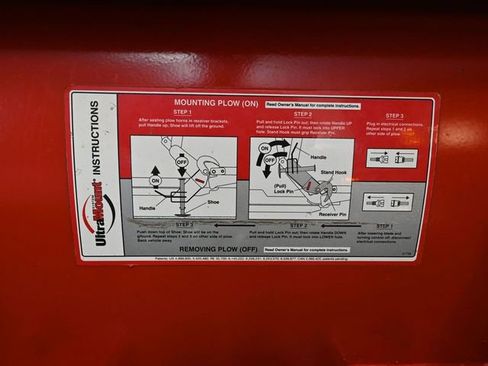 MOUNTING PLOW (ON) Read Owner's Manual for complete instructions.
STEP 1
After seating plow horns in receiver brackets,
pull Handle up. Shoe will lift off the ground.
STEP 2
Pull and hold Lock Pin out; then rotate Handle UP
and release Lock Pin. It must lock into UPPER
hole. Stand Hook must grip Receiver Pin.
STEP 3
Plug in electrical connections.
Repeat steps 1 and 2 on
other side of plow.
UltraMount INSTRUCTIONS
ON
OFF
Handle
Shoe
ON
OFF
Handle
Stand Hook
(Pull)
Lock Pin
Receiver Pin
STEP 3
Push down top of Shoe; Shoe will be on the
ground. Repeat steps 2 and 3 on other side of plow.
Back vehicle away.
STEP 2
Pull and hold Lock Pin out; then rotate Handle DOWN
and release Lock Pin. It must lock into LOWER hole.
STEP 1
After lowering blade and
turning control off, disconnect
electrical connections.
REMOVING PLOW (OFF) Read Owner's Manual for complete instructions.